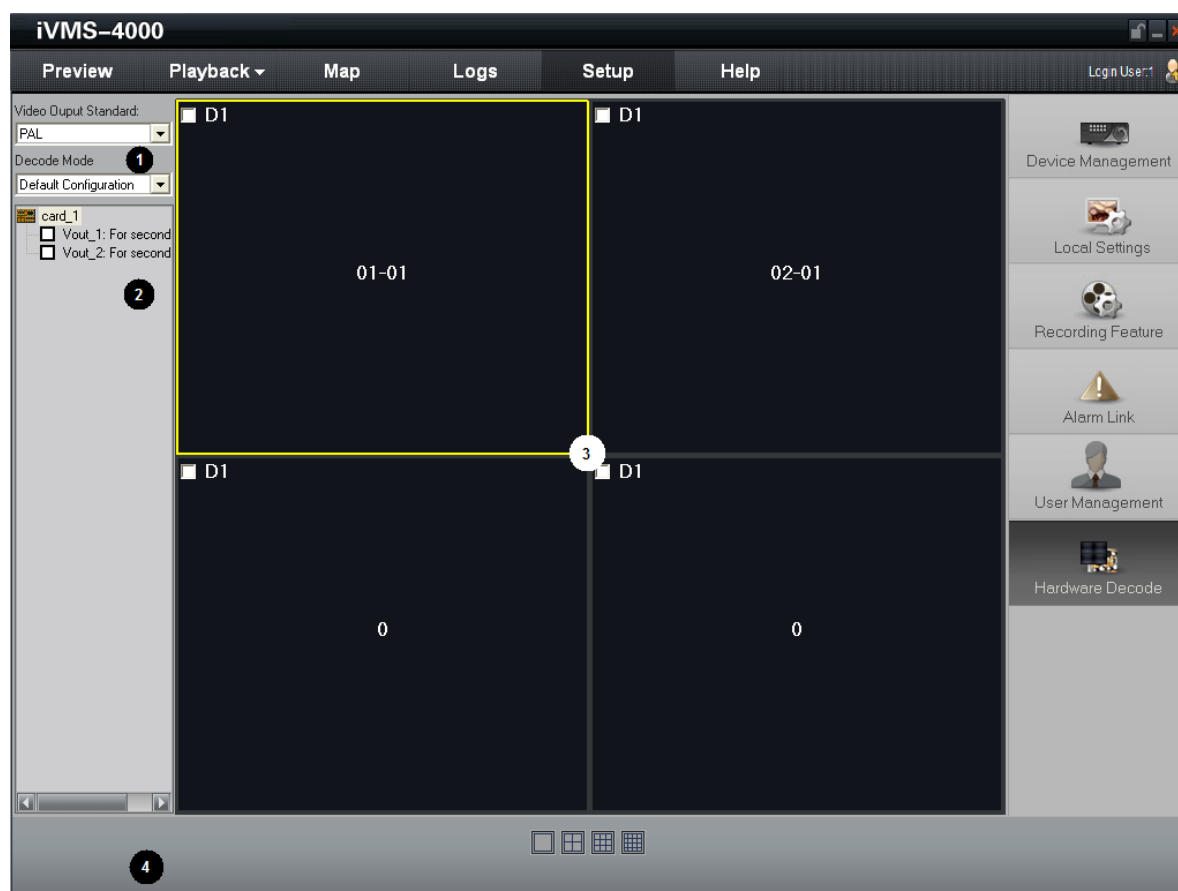 iVMS-4000
Preview Playback Map Logs Setup Help Login User:1
Video Ouput Standard:
PAL
Decode Mode
1
Default Configuration
card_1
Vout_1: For second
Vout_2: For second
2
D1
01-01
D1
02-01
3
D1
0
D1
0
Device Management
Local Settings
Recording Feature
Alarm Link
User Management
Hardware Decode
4